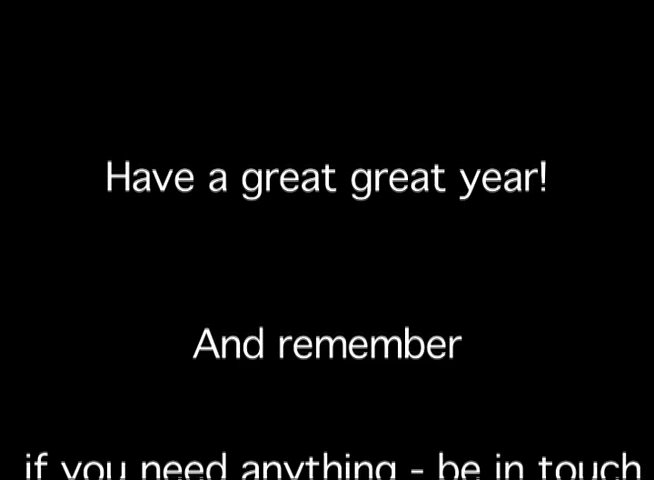 Have a great great year!
And remember
if you need anything - be in touch